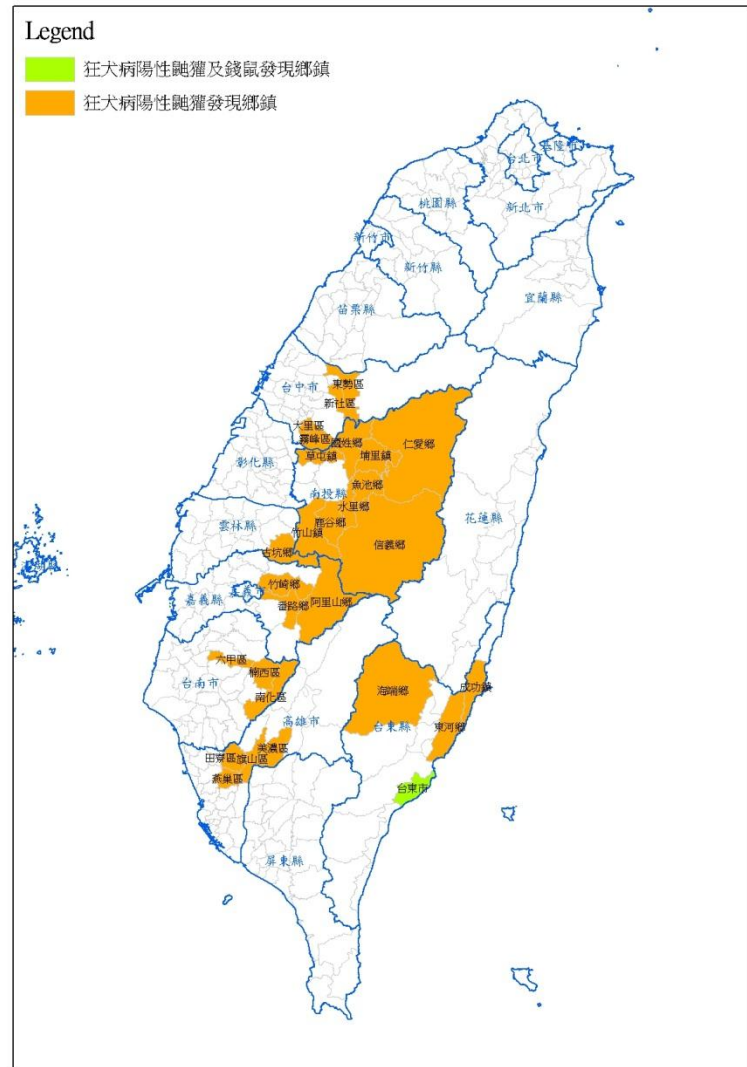 Legend
狂犬病陽性鼬獾及錢鼠發現鄉鎮
狂犬病陽性鼬獾發現鄉鎮
基隆市
台北市
桃園縣
新北市
新竹市
新竹縣
宜蘭縣
苗栗縣
台中市
東勢區
新社區
大里區
霧峰區
國姓鄉
仁愛鄉
草屯鎮
埔里鎮
彰化縣
魚池鄉
南投縣
水里鄉
花蓮縣
雲林縣
鹿谷鄉
竹山鎮
信義鄉
古坑鄉
竹崎鄉
嘉義市
嘉義縣
番路鄉
阿里山鄉
六甲區
楠西區
台南市
南化區
海端鄉
成功鎮
高雄市
台東縣
東河鄉
美濃區
田寮區
旗山區
燕巢區
台東市
屏東縣